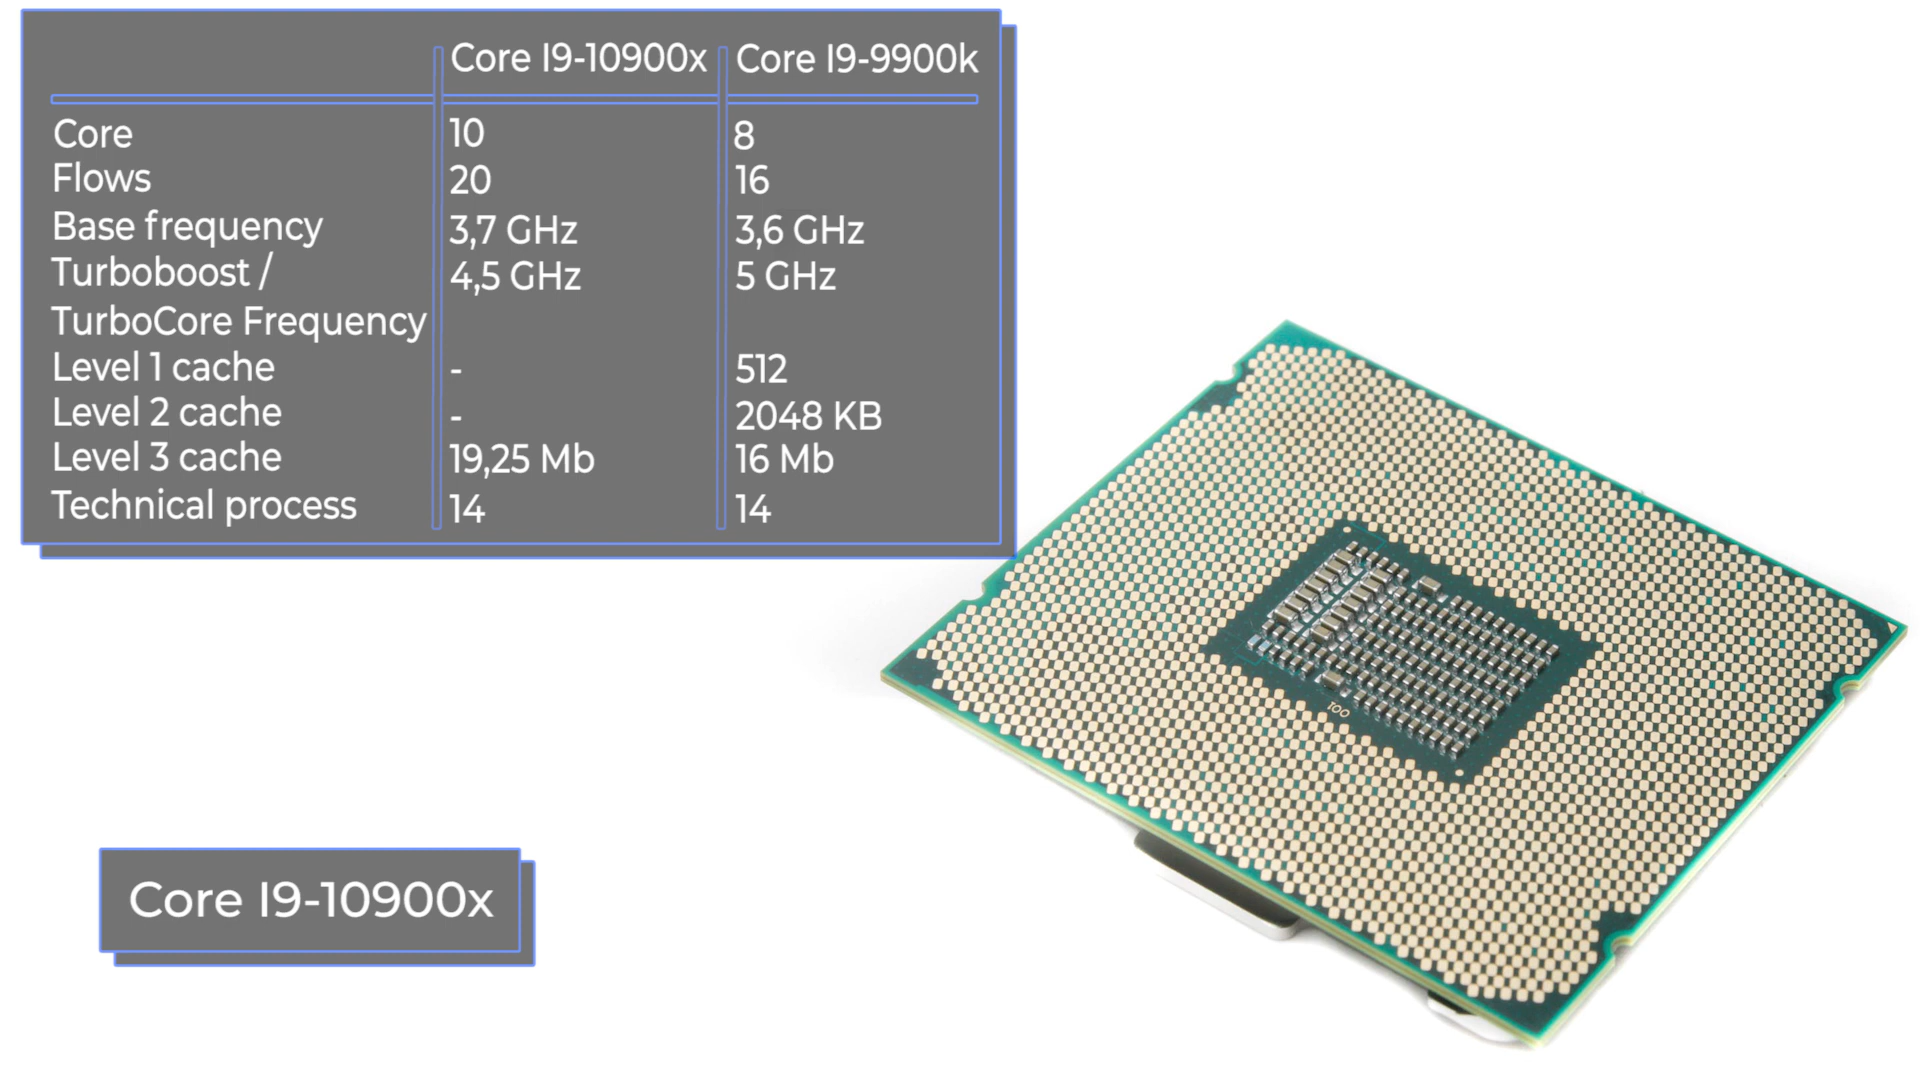 Core I9-10900x Core I9-9900k
Core 10 8
Flows 20 16
Base frequency 3,7 GHz 3,6 GHz
Turboboost / 4,5 GHz 5 GHz
TurboCore Frequency
Level 1 cache - 512
Level 2 cache - 2048 KB
Level 3 cache 19,25 Mb 16 Mb
Technical process 14 14
Core I9-10900x